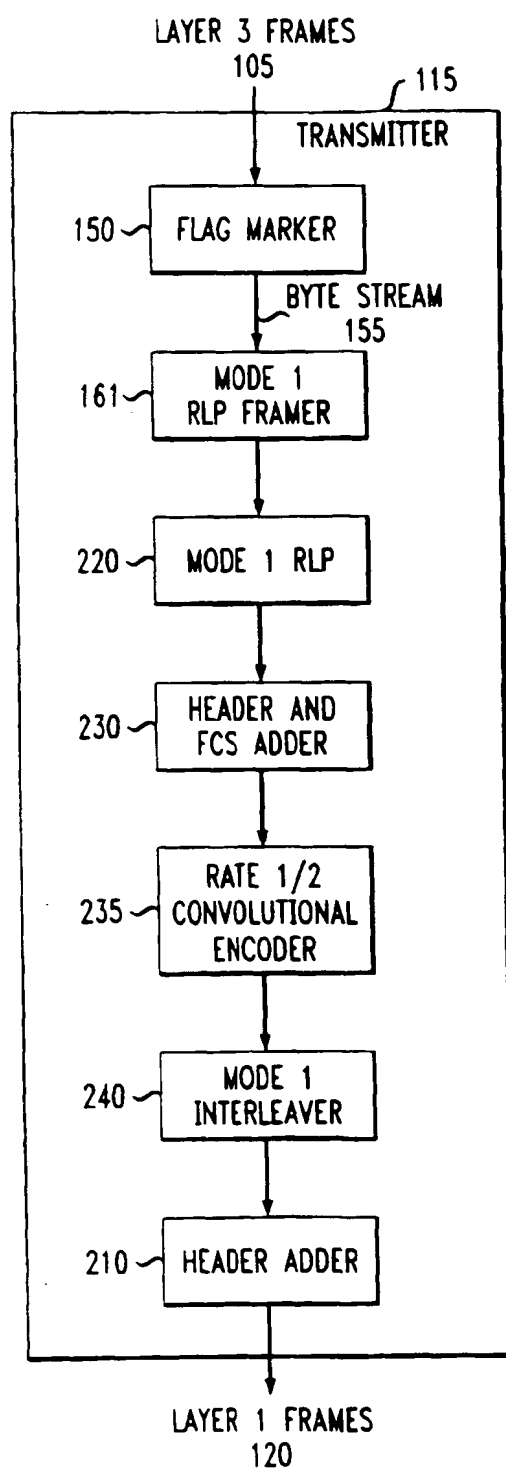 LAYER 3 FRAMES
105
115
TRANSMITTER
150
FLAG MARKER
BYTE STREAM
155
161
MODE 1
RLP FRAMER
220
MODE 1 RLP
230
HEADER AND
FCS ADDER
235
RATE 1/2
CONVOLUTIONAL
ENCODER
240
MODE 1
INTERLEAVER
210
HEADER ADDER
LAYER 1 FRAMES
120